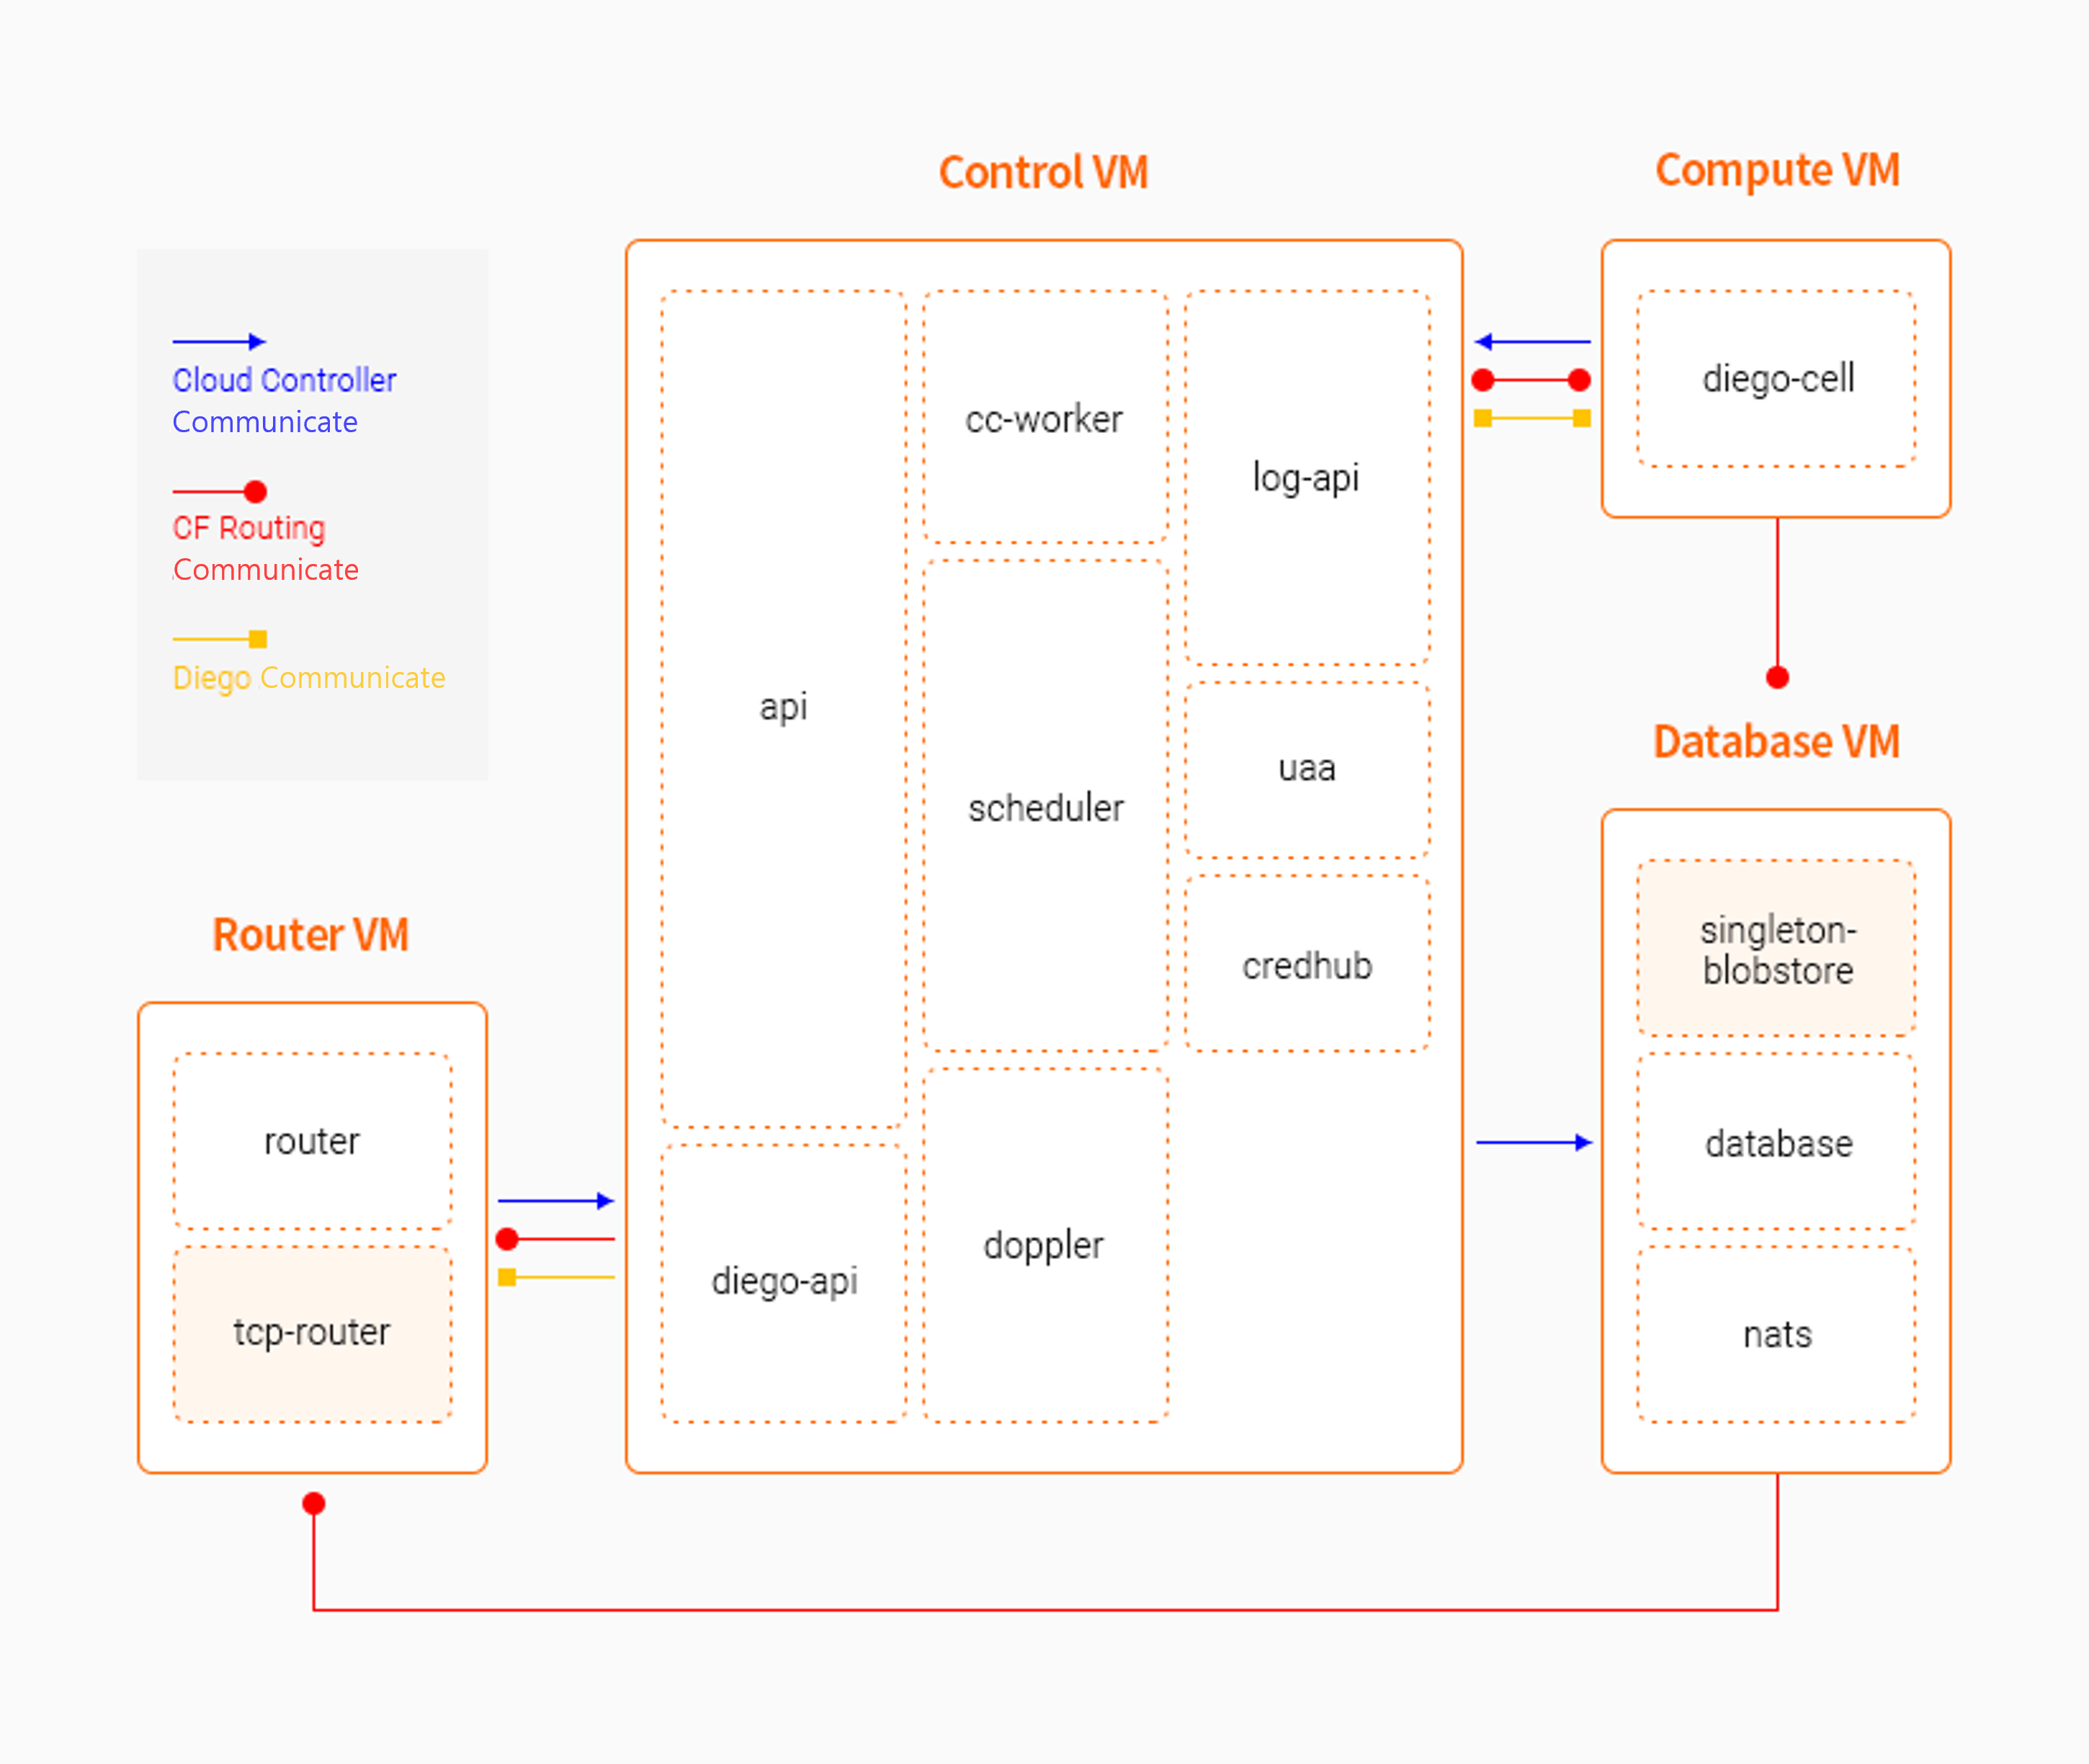 Control VM
Compute VM
Cloud Controller
Communicate
CF Routing
Communicate
Diego Communicate
api
cc-worker
log-api
scheduler
uaa
credhub
diego-api
doppler
diego-cell
Database VM
singleton-
blobstore
database
nats
Router VM
router
tcp-router